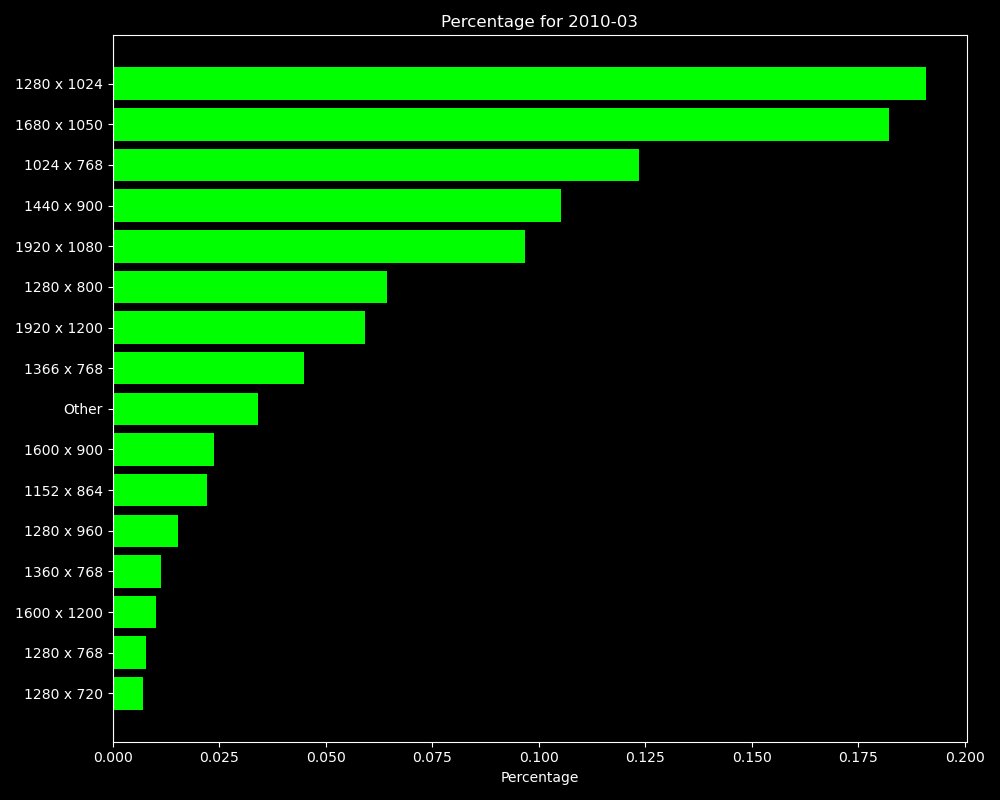 Percentage for 2010-03
1280 x 1024
1680 x 1050
1024 x 768
1440 x 900
1920 x 1080
1280 x 800
1920 x 1200
1366 x 768
Other
1600 x 900
1152 x 864
1280 x 960
1360 x 768
1600 x 1200
1280 x 768
1280 x 720
0.000 0.025 0.050 0.075 0.100 0.125 0.150 0.175 0.200
Percentage